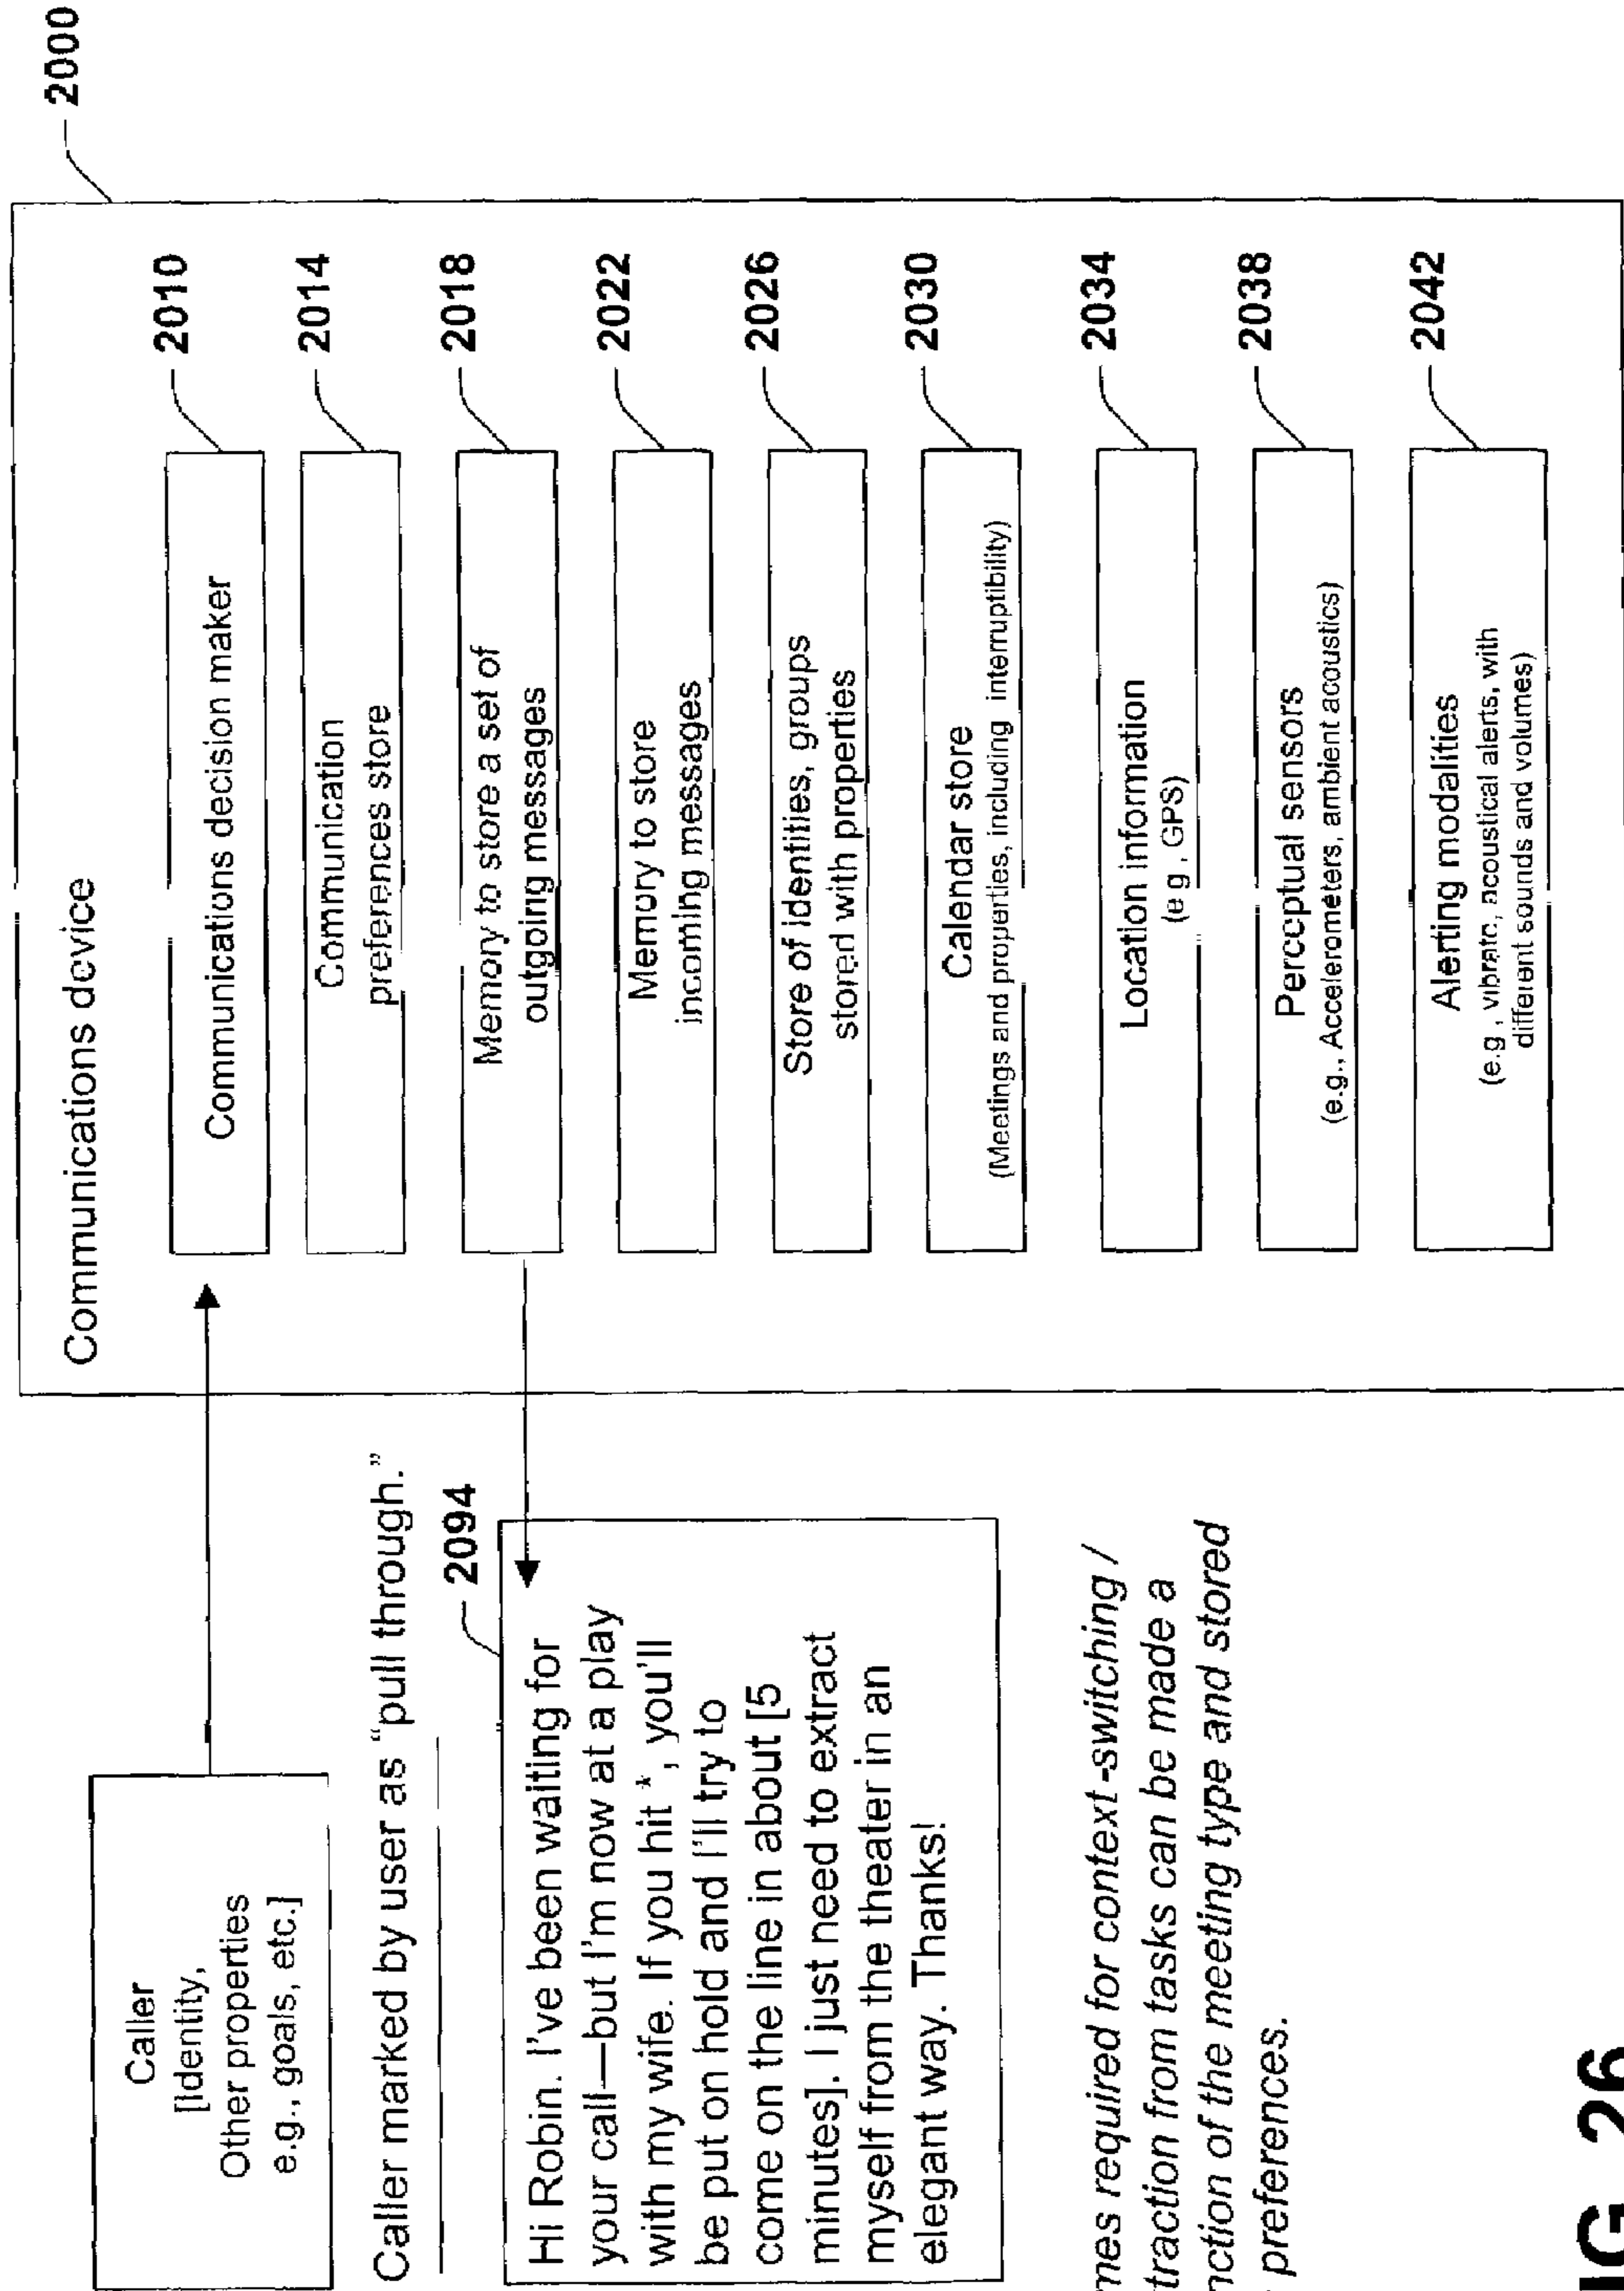 Caller
[Identity,
Other properties
e.g., goals, etc.]
Caller marked by user as "pull through."
2094
Hi Robin. I've been waiting for
your call—but I'm now at a play
with my wife. If you hit *, you'll
be put on hold and I'll try to
come on the line in about [5
minutes]. I just need to extract
myself from the theater in an
elegant way. Thanks!
mes required for context -switching /
traction from tasks can be made a
nction of the meeting type and stored
preferences.
Communications device
2000
Communications decision maker
2010
Communication
preferences store
2014
Memory to store a set of
outgoing messages
2018
Memory to store
incoming messages
2022
Store of identities, groups
stored with properties
2026
Calendar store
(Meetings and properties, including interruptibility)
2030
Location information
(e g , GPS)
2034
Perceptual sensors
(e.g., Accelerometers, ambient acoustics)
2038
Alerting modalities
(e.g , vibrate, acoustical alerts, with
different sounds and volumes)
2042
IG. 26